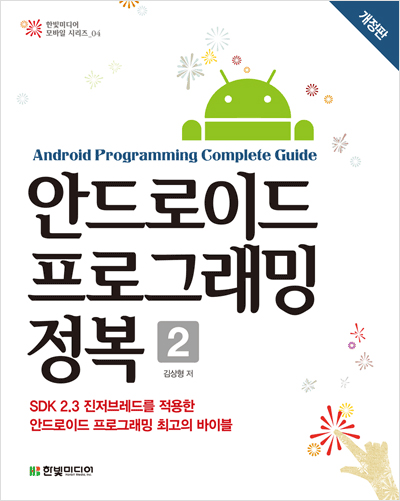 한빛미디어
모바일 시리즈_04
개정판
Android Programming Complete Guide
안드로이드
프로그래밍
정복 2
김상형 저
SDK 2.3 진저브레드를 적용한
안드로이드 프로그래밍 최고의 바이블
HB 한빛미디어